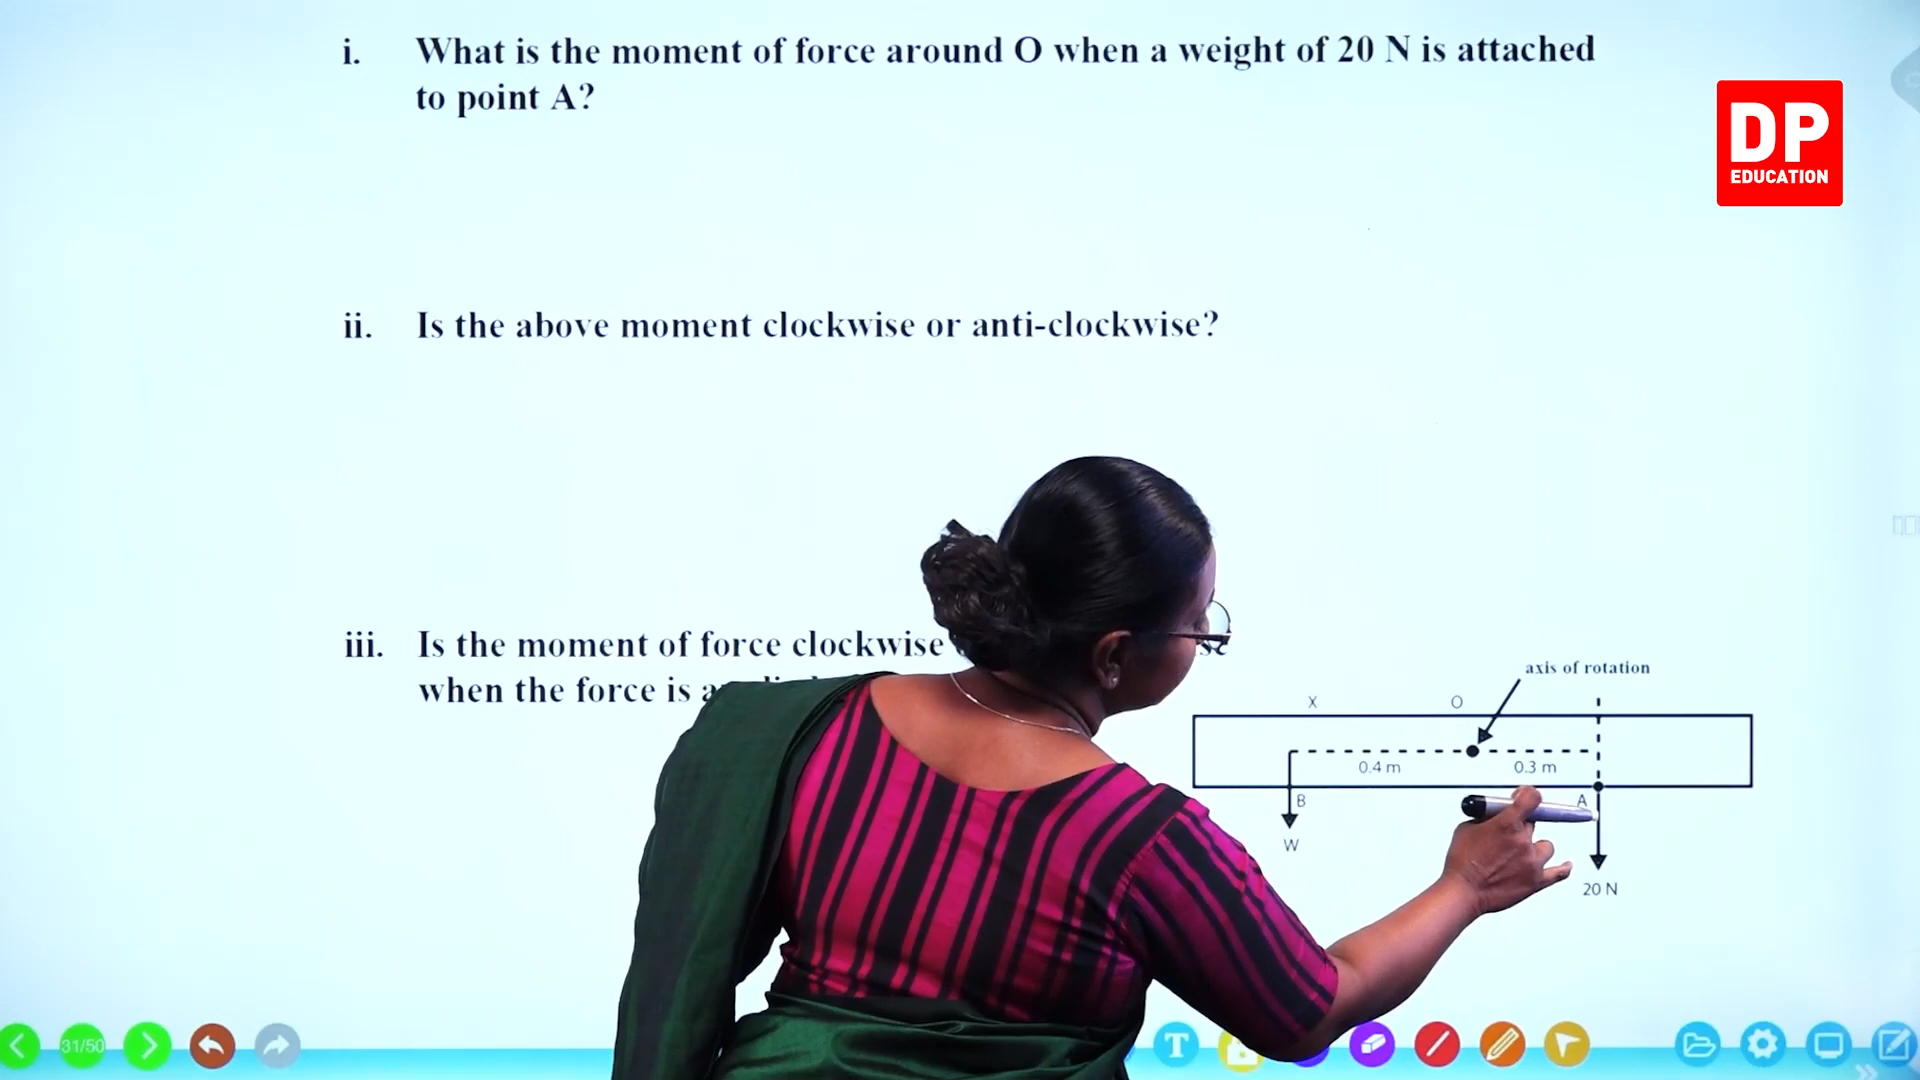 i. What is the moment of force around O when a weight of 20 N is attached
to point A?
DP
EDUCATION
ii. Is the above moment clockwise or anti-clockwise?
iii. Is the moment of force clockwise
when the force is
axis of rotation
X O
0.4 m 0.3 m
B A
W
20 N
31/50
T